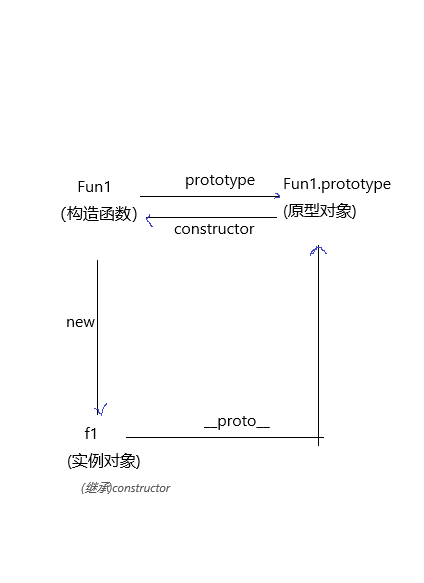 prototype
Fun1
Fun1.prototype
(构造函数)
(原型对象)
constructor
new
f1
__proto__
(实例对象)
(继承)constructor